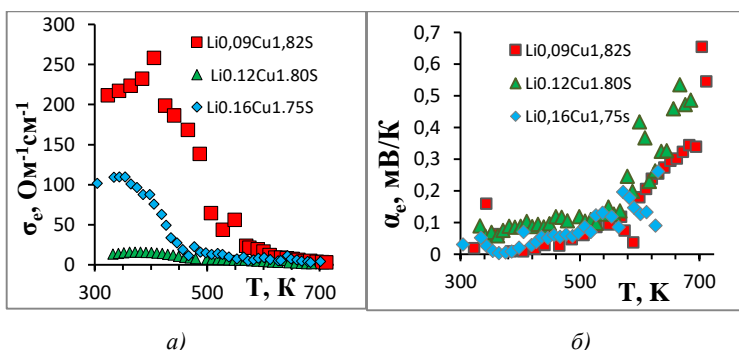 300
250
200
150
100
50
0
σe, Ом⁻¹см⁻¹
Li0,09Cu1,82S
Li0.12Cu1.80S
Li0.16Cu1.75S
300 500 700
T, К
0,7
0,6
0,5
0,4
0,3
0,2
0,1
0
αe, мВ/К
Li0,09Cu1,82S
Li0.12Cu1.80S
Li0,16Cu1,75s
300 500 700
T, К
а) б)